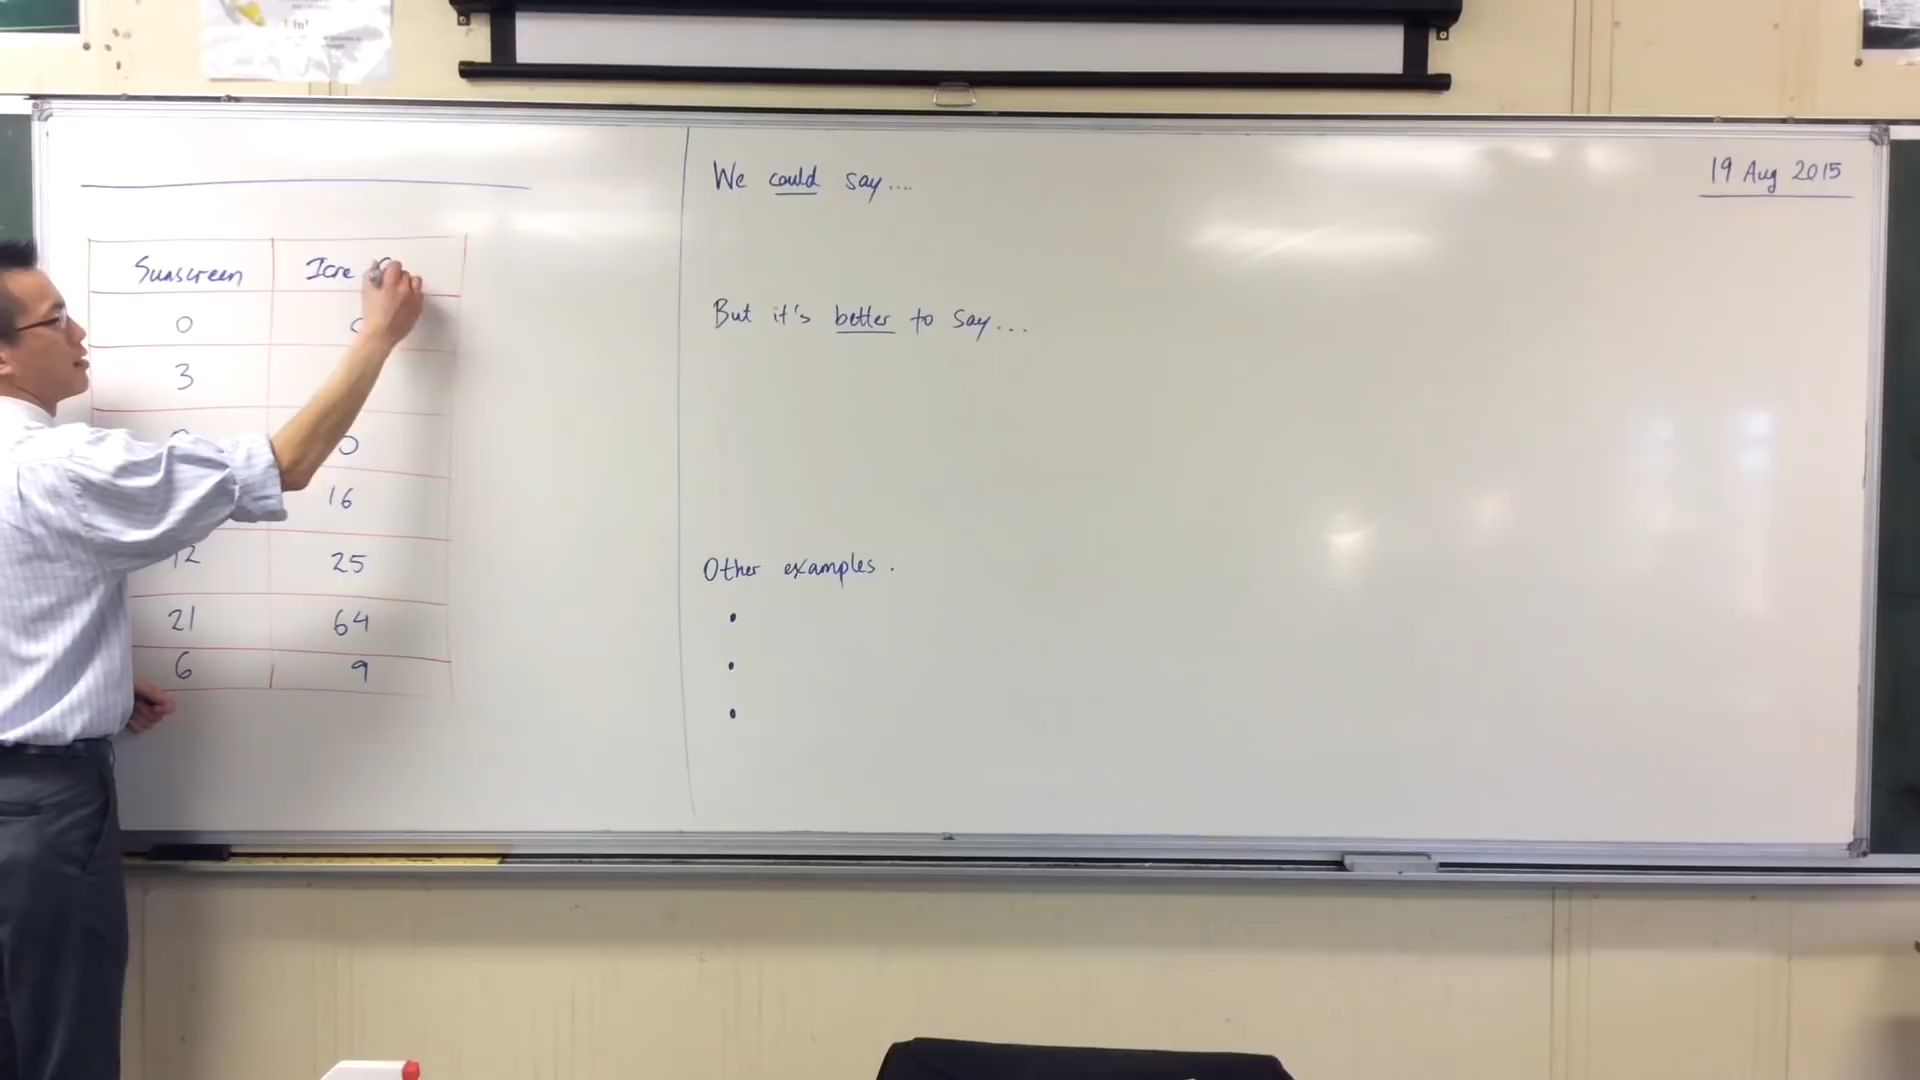 We could say....
19 Aug 2015
Sunscreen Icre
0
3
0
16
12 25
21 64
6 9
But it's better to say...
Other examples.